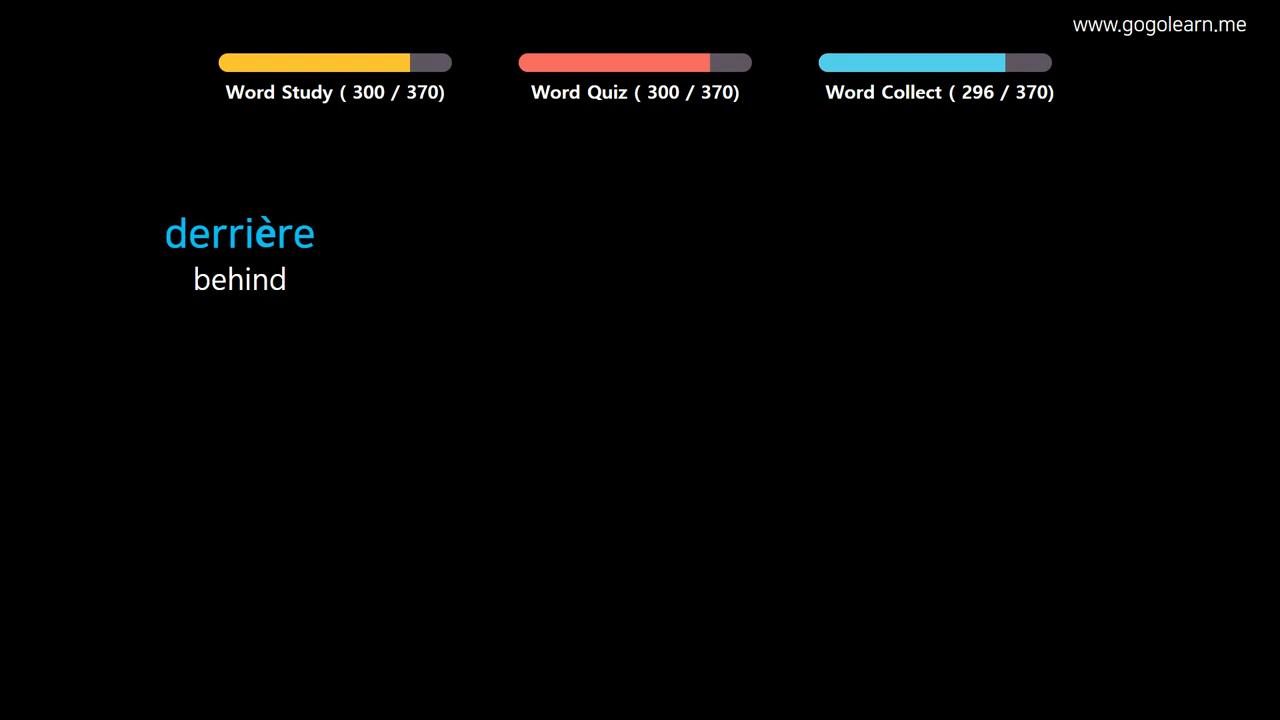 www.gogolearn.me
Word Study ( 300 / 370)
Word Quiz ( 300 / 370)
Word Collect ( 296 / 370)
derrière
behind